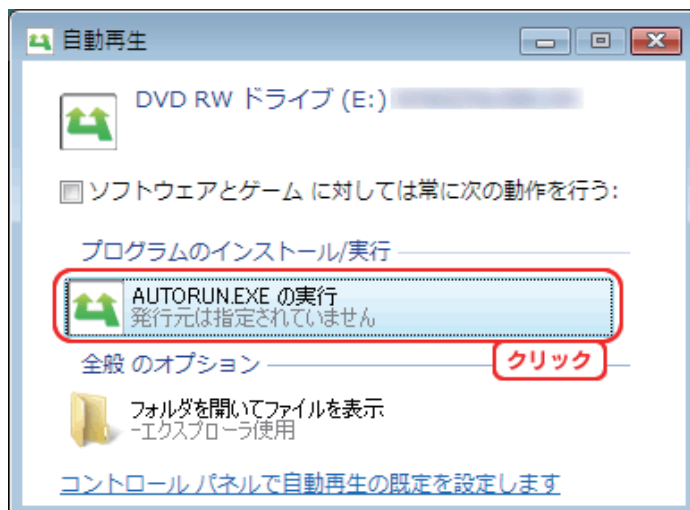 自動再生
DVD RW ドライブ (E:)
ソフトウェアとゲーム に対しては常に次の動作を行う:
プログラムのインストール/実行
AUTORUN.EXE の実行
発行元は指定されていません
クリック
全般 のオプション
フォルダを開いてファイルを表示
-エクスプローラ使用
コントロール パネルで自動再生の既定を設定します